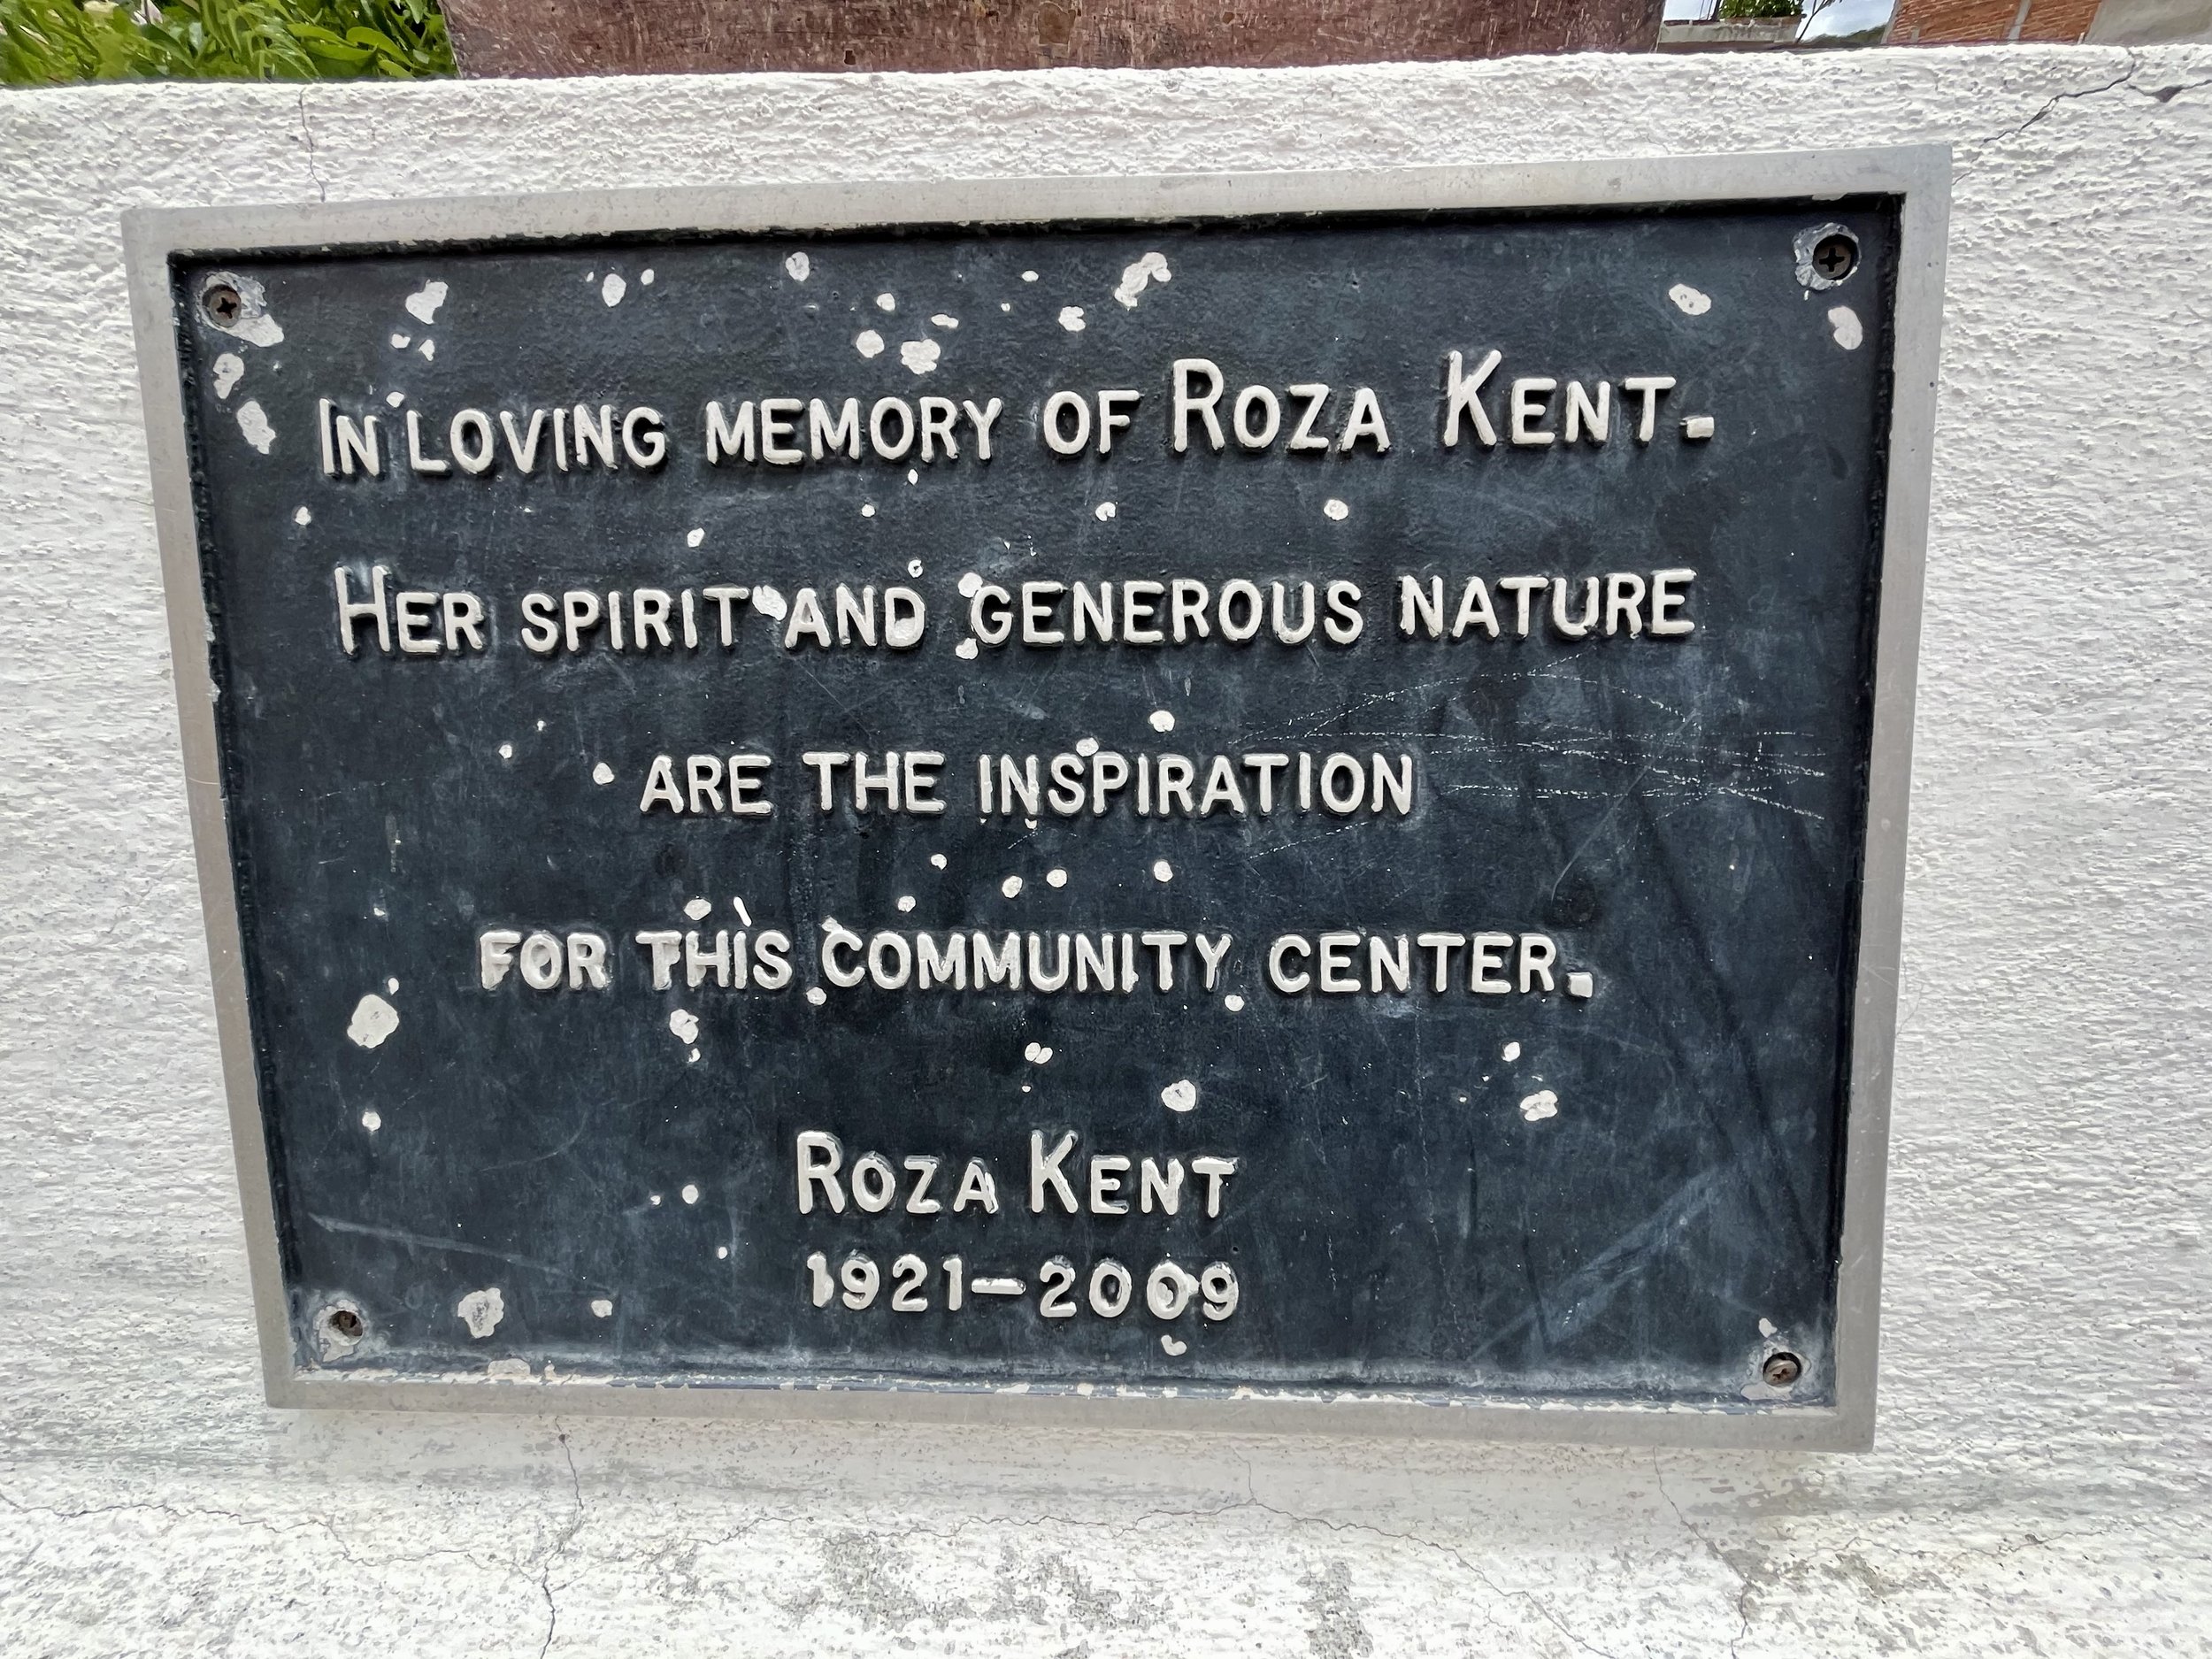 IN LOVING MEMORY OF ROZA KENT.
HER SPIRIT AND GENEROUS NATURE
ARE THE INSPIRATION
FOR THIS COMMUNITY CENTER.
ROZA KENT
1921-2009